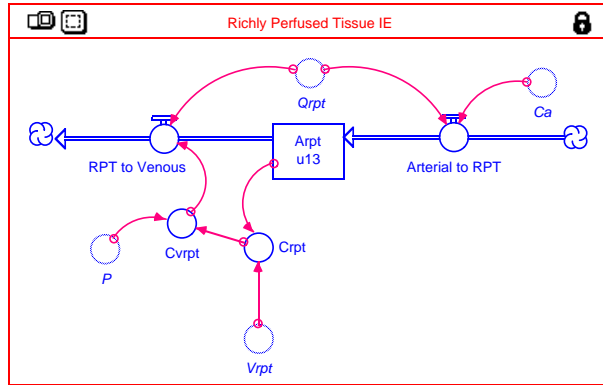 Richly Perfused Tissue IE
Qrpt
Ca
Arpt
u13
RPT to Venous
Arterial to RPT
P
Cvrpt
Crpt
Vrpt